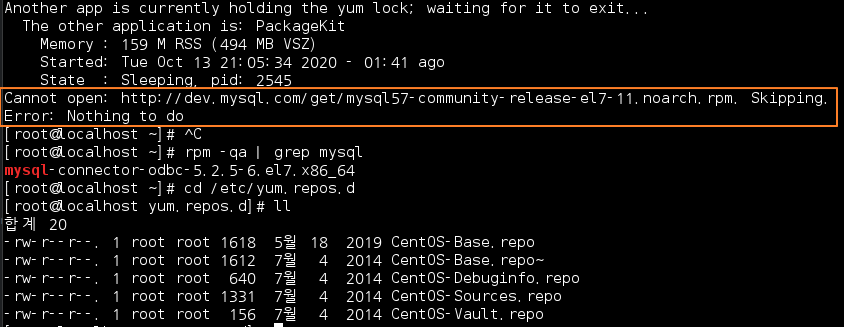 Another app is currently holding the yum lock; waiting for it to exit...
  The other application is: PackageKit
    Memory : 159 M RSS (494 MB VSZ)
    Started: Tue Oct 13 21:05:34 2020 - 01:41 ago
    State  : Sleeping, pid: 2545
Cannot open: http://dev.mysql.com/get/mysql57-community-release-el7-11.noarch.rpm. Skipping.
Error: Nothing to do
[root@localhost ~]# ^C
[root@localhost ~]# rpm -qa | grep mysql
mysql-connector-odbc-5.2.5-6.el7.x86_64
[root@localhost ~]# cd /etc/yum.repos.d
[root@localhost yum.repos.d]# ll
합계 20
-rw-r--r--. 1 root root 1618  5월 18  2019 CentOS-Base.repo
-rw-r--r--. 1 root root 1612  7월  4  2014 CentOS-Base.repo~
-rw-r--r--. 1 root root  640  7월  4  2014 CentOS-Debuginfo.repo
-rw-r--r--. 1 root root 1331  7월  4  2014 CentOS-Sources.repo
-rw-r--r--. 1 root root  156  7월  4  2014 CentOS-Vault.repo